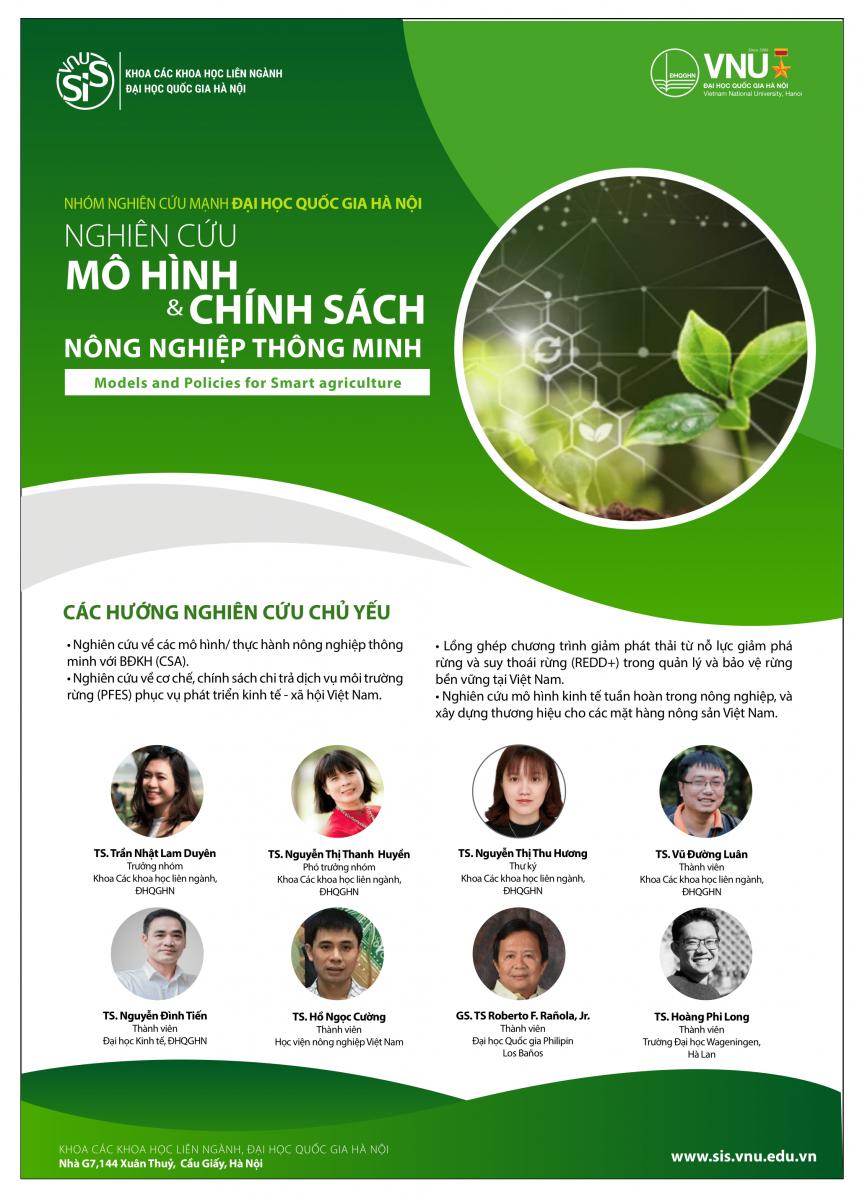 VNU
SiS
KHOA CÁC KHOA HỌC LIÊN NGÀNH
ĐẠI HỌC QUỐC GIA HÀ NỘI
ĐHQGHN
Since 1906
VNU
ĐẠI HỌC QUỐC GIA HÀ NỘI
Vietnam National University, Hanoi
NHÓM NGHIÊN CỨU MẠNH ĐẠI HỌC QUỐC GIA HÀ NỘI
NGHIÊN CỨU
MÔ HÌNH
& CHÍNH SÁCH
NÔNG NGHIỆP THÔNG MINH
Models and Policies for Smart agriculture
CÁC HƯỚNG NGHIÊN CỨU CHỦ YẾU
• Nghiên cứu về các mô hình/ thực hành nông nghiệp thông
minh với BĐKH (CSA).
• Nghiên cứu về cơ chế, chính sách chi trả dịch vụ môi trường
rừng (PFES) phục vụ phát triển kinh tế - xã hội Việt Nam.
• Lồng ghép chương trình giảm phát thải từ nỗ lực giảm phá
rừng và suy thoái rừng (REDD+) trong quản lý và bảo vệ rừng
bền vững tại Việt Nam.
• Nghiên cứu mô hình kinh tế tuần hoàn trong nông nghiệp, và
xây dựng thương hiệu cho các mặt hàng nông sản Việt Nam.
TS. Trần Nhật Lam Duyên
Trưởng nhóm
Khoa Các khoa học liên ngành,
ĐHQGHN
TS. Nguyễn Thị Thanh Huyền
Phó trưởng nhóm
Khoa Các khoa học liên ngành,
ĐHQGHN
TS. Nguyễn Thị Thu Hương
Thư ký
Khoa Các khoa học liên ngành,
ĐHQGHN
TS. Vũ Đường Luân
Thành viên
Khoa Các khoa học liên ngành,
ĐHQGHN
TS. Nguyễn Đình Tiến
Thành viên
Đại học Kinh tế, ĐHQGHN
TS. Hồ Ngọc Cường
Thành viên
Học viện nông nghiệp Việt Nam
GS. TS Roberto F. Rañola, Jr.
Thành viên
Đại học Quốc gia Philipin
Los Baños
TS. Hoàng Phi Long
Thành viên
Trường Đại học Wageningen,
Hà Lan
KHOA CÁC KHOA HỌC LIÊN NGÀNH, ĐẠI HỌC QUỐC GIA HÀ NỘI
Nhà G7,144 Xuân Thuỷ, Cầu Giấy, Hà Nội
www.sis.vnu.edu.vn